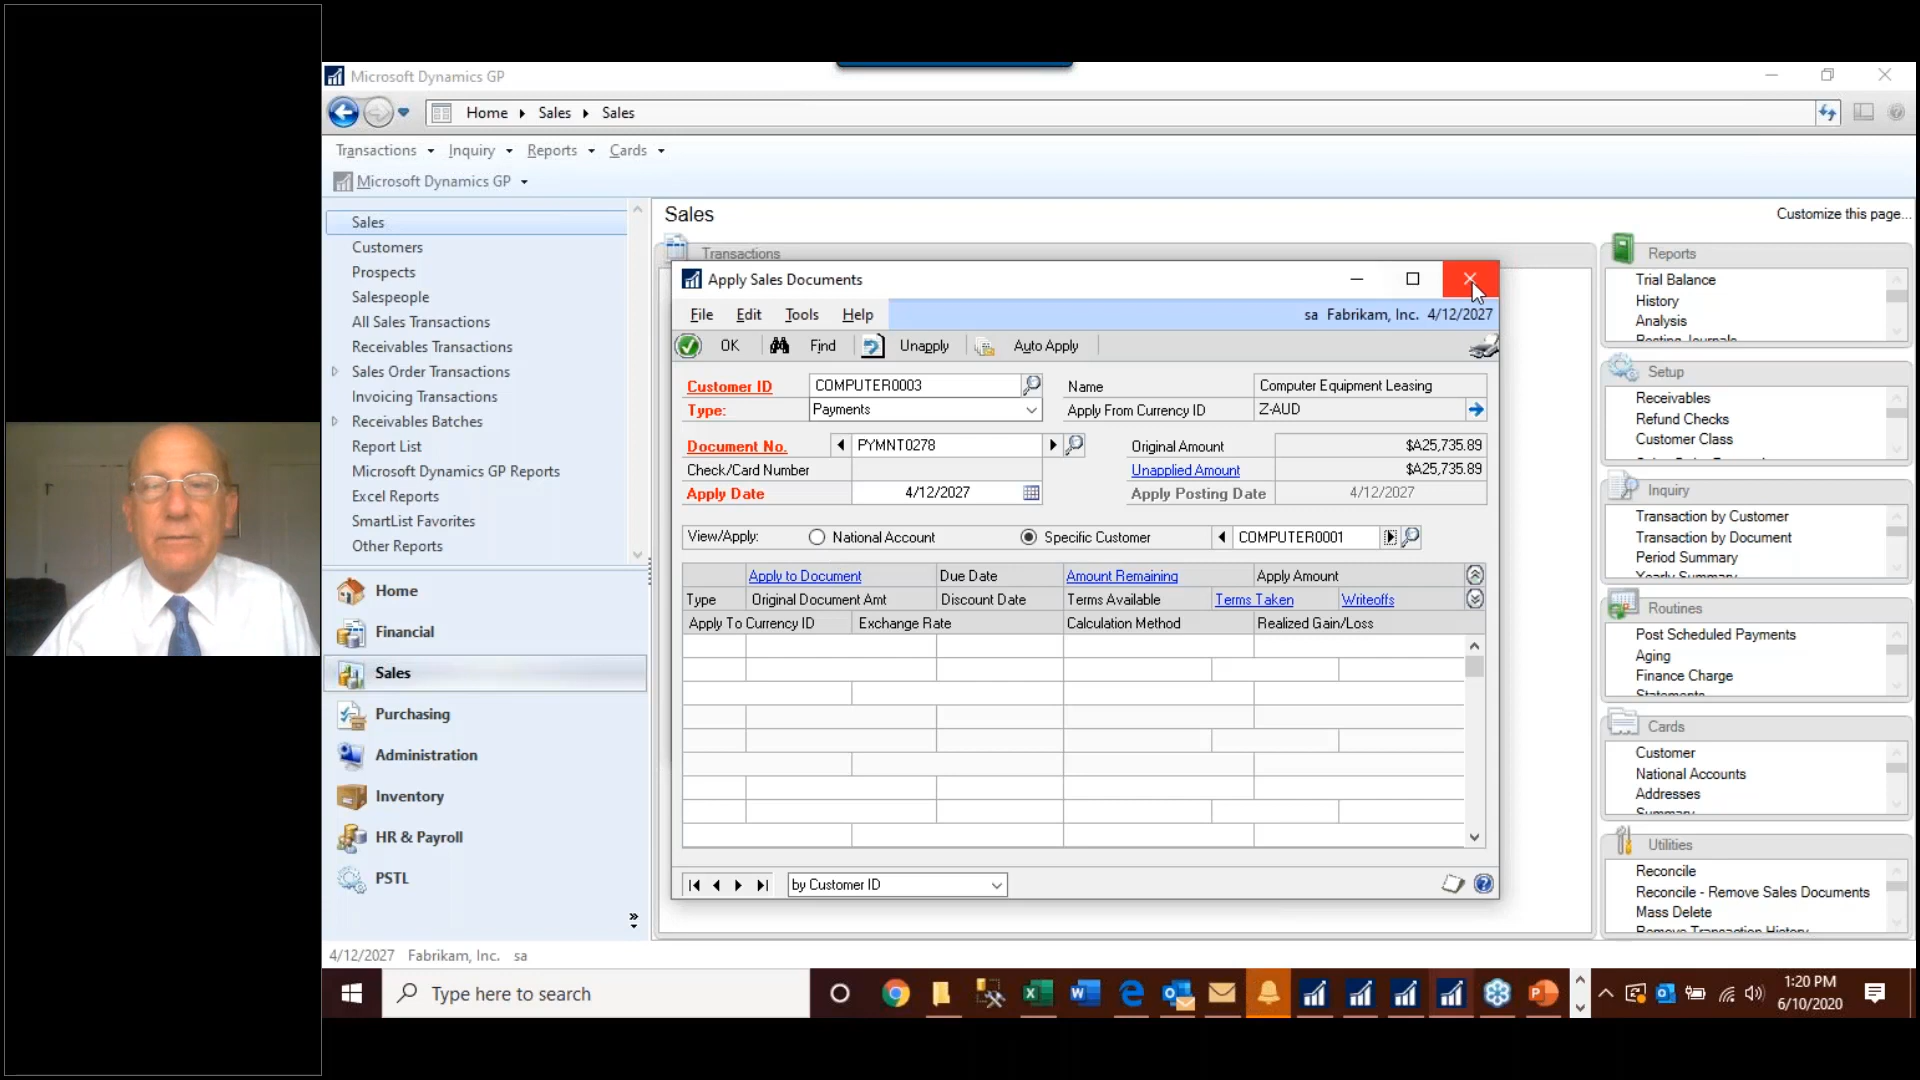 Microsoft Dynamics GP
Home Sales Sales
Transactions Inquiry Reports Cards
Microsoft Dynamics GP
Sales
Customers
Prospects
Salespeople
All Sales Transactions
Receivables Transactions
Sales Order Transactions
Invoicing Transactions
Receivables Batches
Report List
Microsoft Dynamics GP Reports
Excel Reports
SmartList Favorites
Other Reports
Home
Financial
Sales
Purchasing
Administration
Inventory
HR & Payroll
PSTL
Sales
Customize this page...
Transactions
Apply Sales Documents
File Edit Tools Help
sa Fabrikam, Inc. 4/12/2027
OK Find Unapply Auto Apply
Customer ID COMPUTER0003 Name Computer Equipment Leasing
Type: Payments Apply From Currency ID Z-AUD
Document No. PYMNT0278 Original Amount $A25,735.89
Check/Card Number Unapplied Amount $A25,735.89
Apply Date 4/12/2027 Apply Posting Date 4/12/2027
View/Apply: National Account Specific Customer COMPUTER0001
Apply to Document Due Date Amount Remaining Apply Amount
Type Original Document Amt Discount Date Terms Available Terms Taken Writeoffs
Apply To Currency ID Exchange Rate Calculation Method Realized Gain/Loss
by Customer ID
Reports
Trial Balance
History
Analysis
Posting Journals
Setup
Receivables
Refund Checks
Customer Class
Inquiry
Transaction by Customer
Transaction by Document
Period Summary
Yearly Summary
Routines
Post Scheduled Payments
Aging
Finance Charge
Statements
Cards
Customer
National Accounts
Addresses
Summary
Utilities
Reconcile
Reconcile - Remove Sales Documents
Mass Delete
Remove Transaction History
4/12/2027 Fabrikam, Inc. sa
Type here to search
1:20 PM
6/10/2020